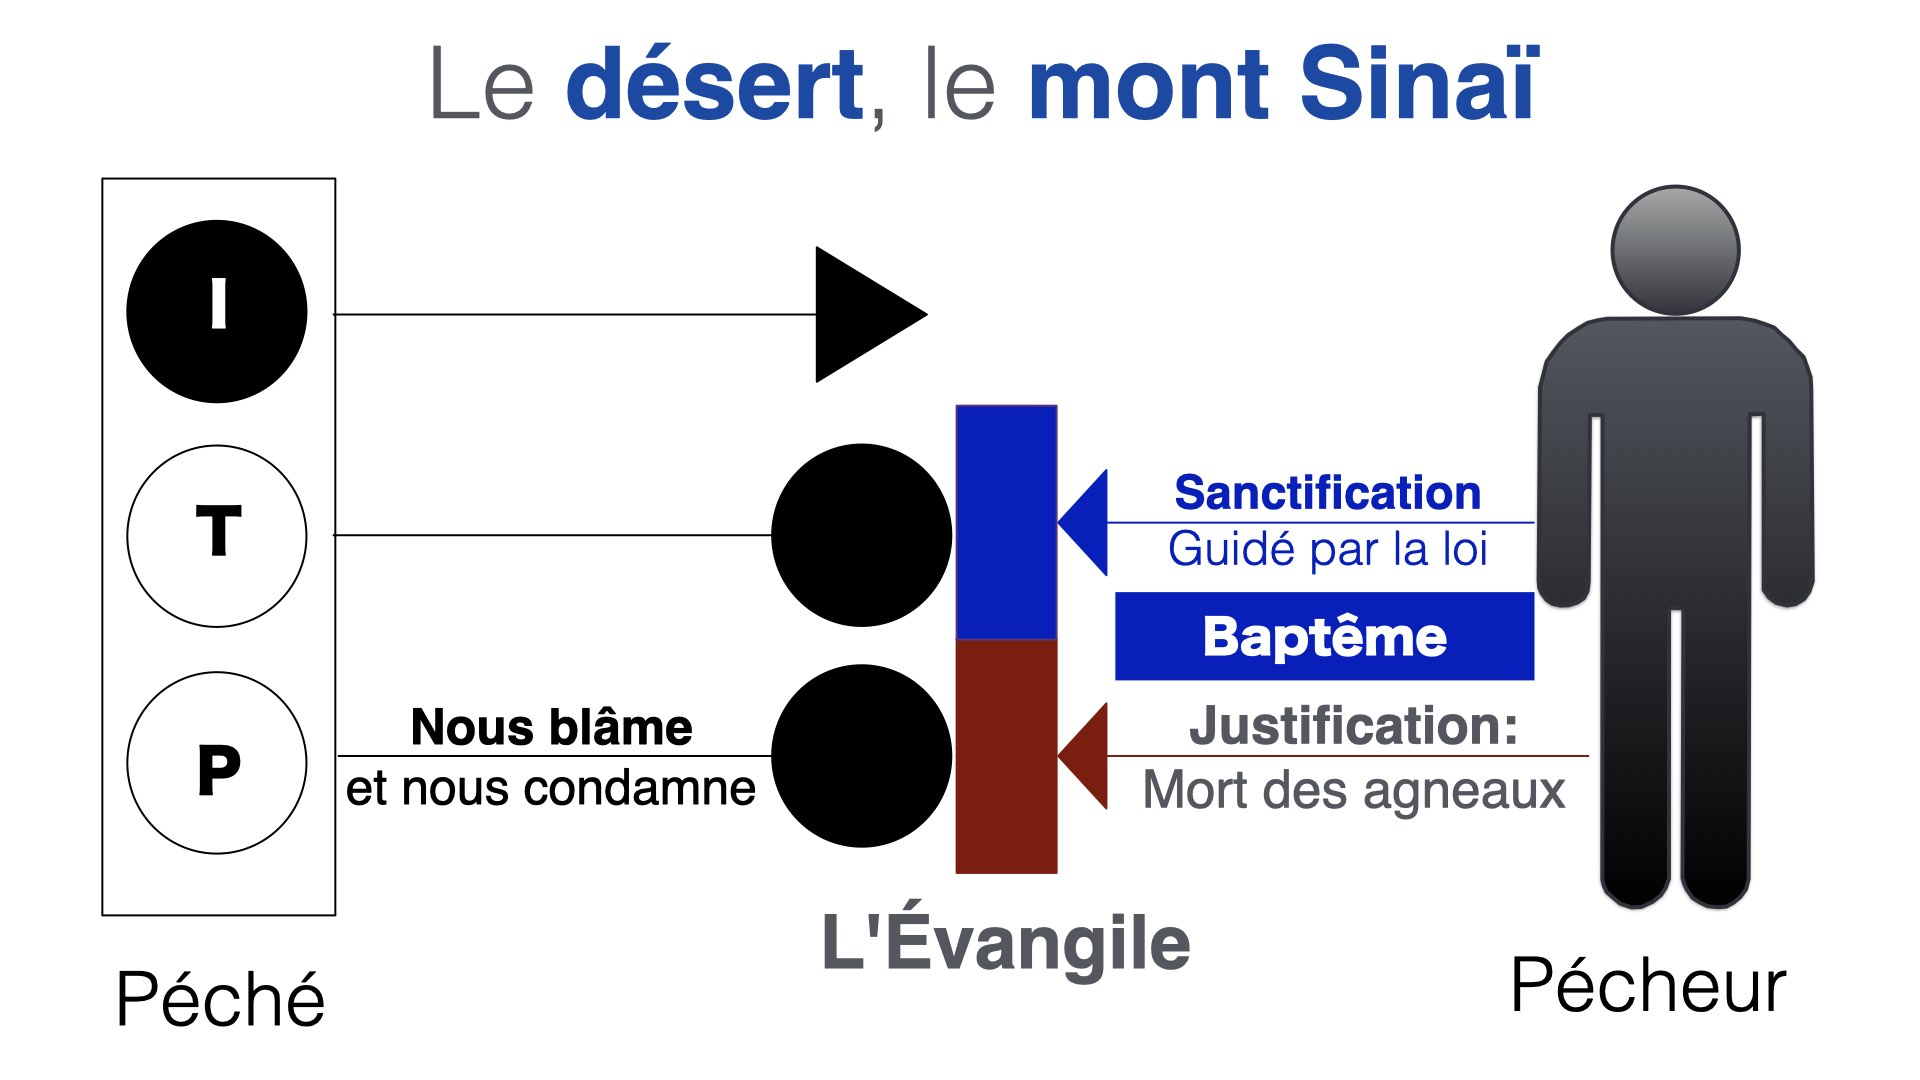 Le désert, le mont Sinaï
I
T
P
Nous blâme
et nous condamne
Sanctification
Guidé par la loi
Baptême
Justification:
Mort des agneaux
L'Évangile
Péché
Pécheur